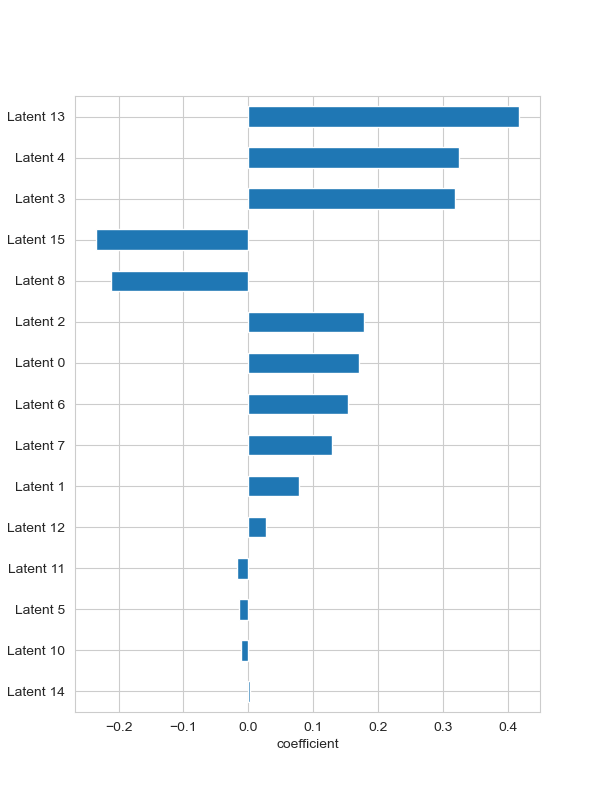 Latent 13
Latent 4
Latent 3
Latent 15
Latent 8
Latent 2
Latent 0
Latent 6
Latent 7
Latent 1
Latent 12
Latent 11
Latent 5
Latent 10
Latent 14
−0.2 −0.1 0.0 0.1 0.2 0.3 0.4
coefficient